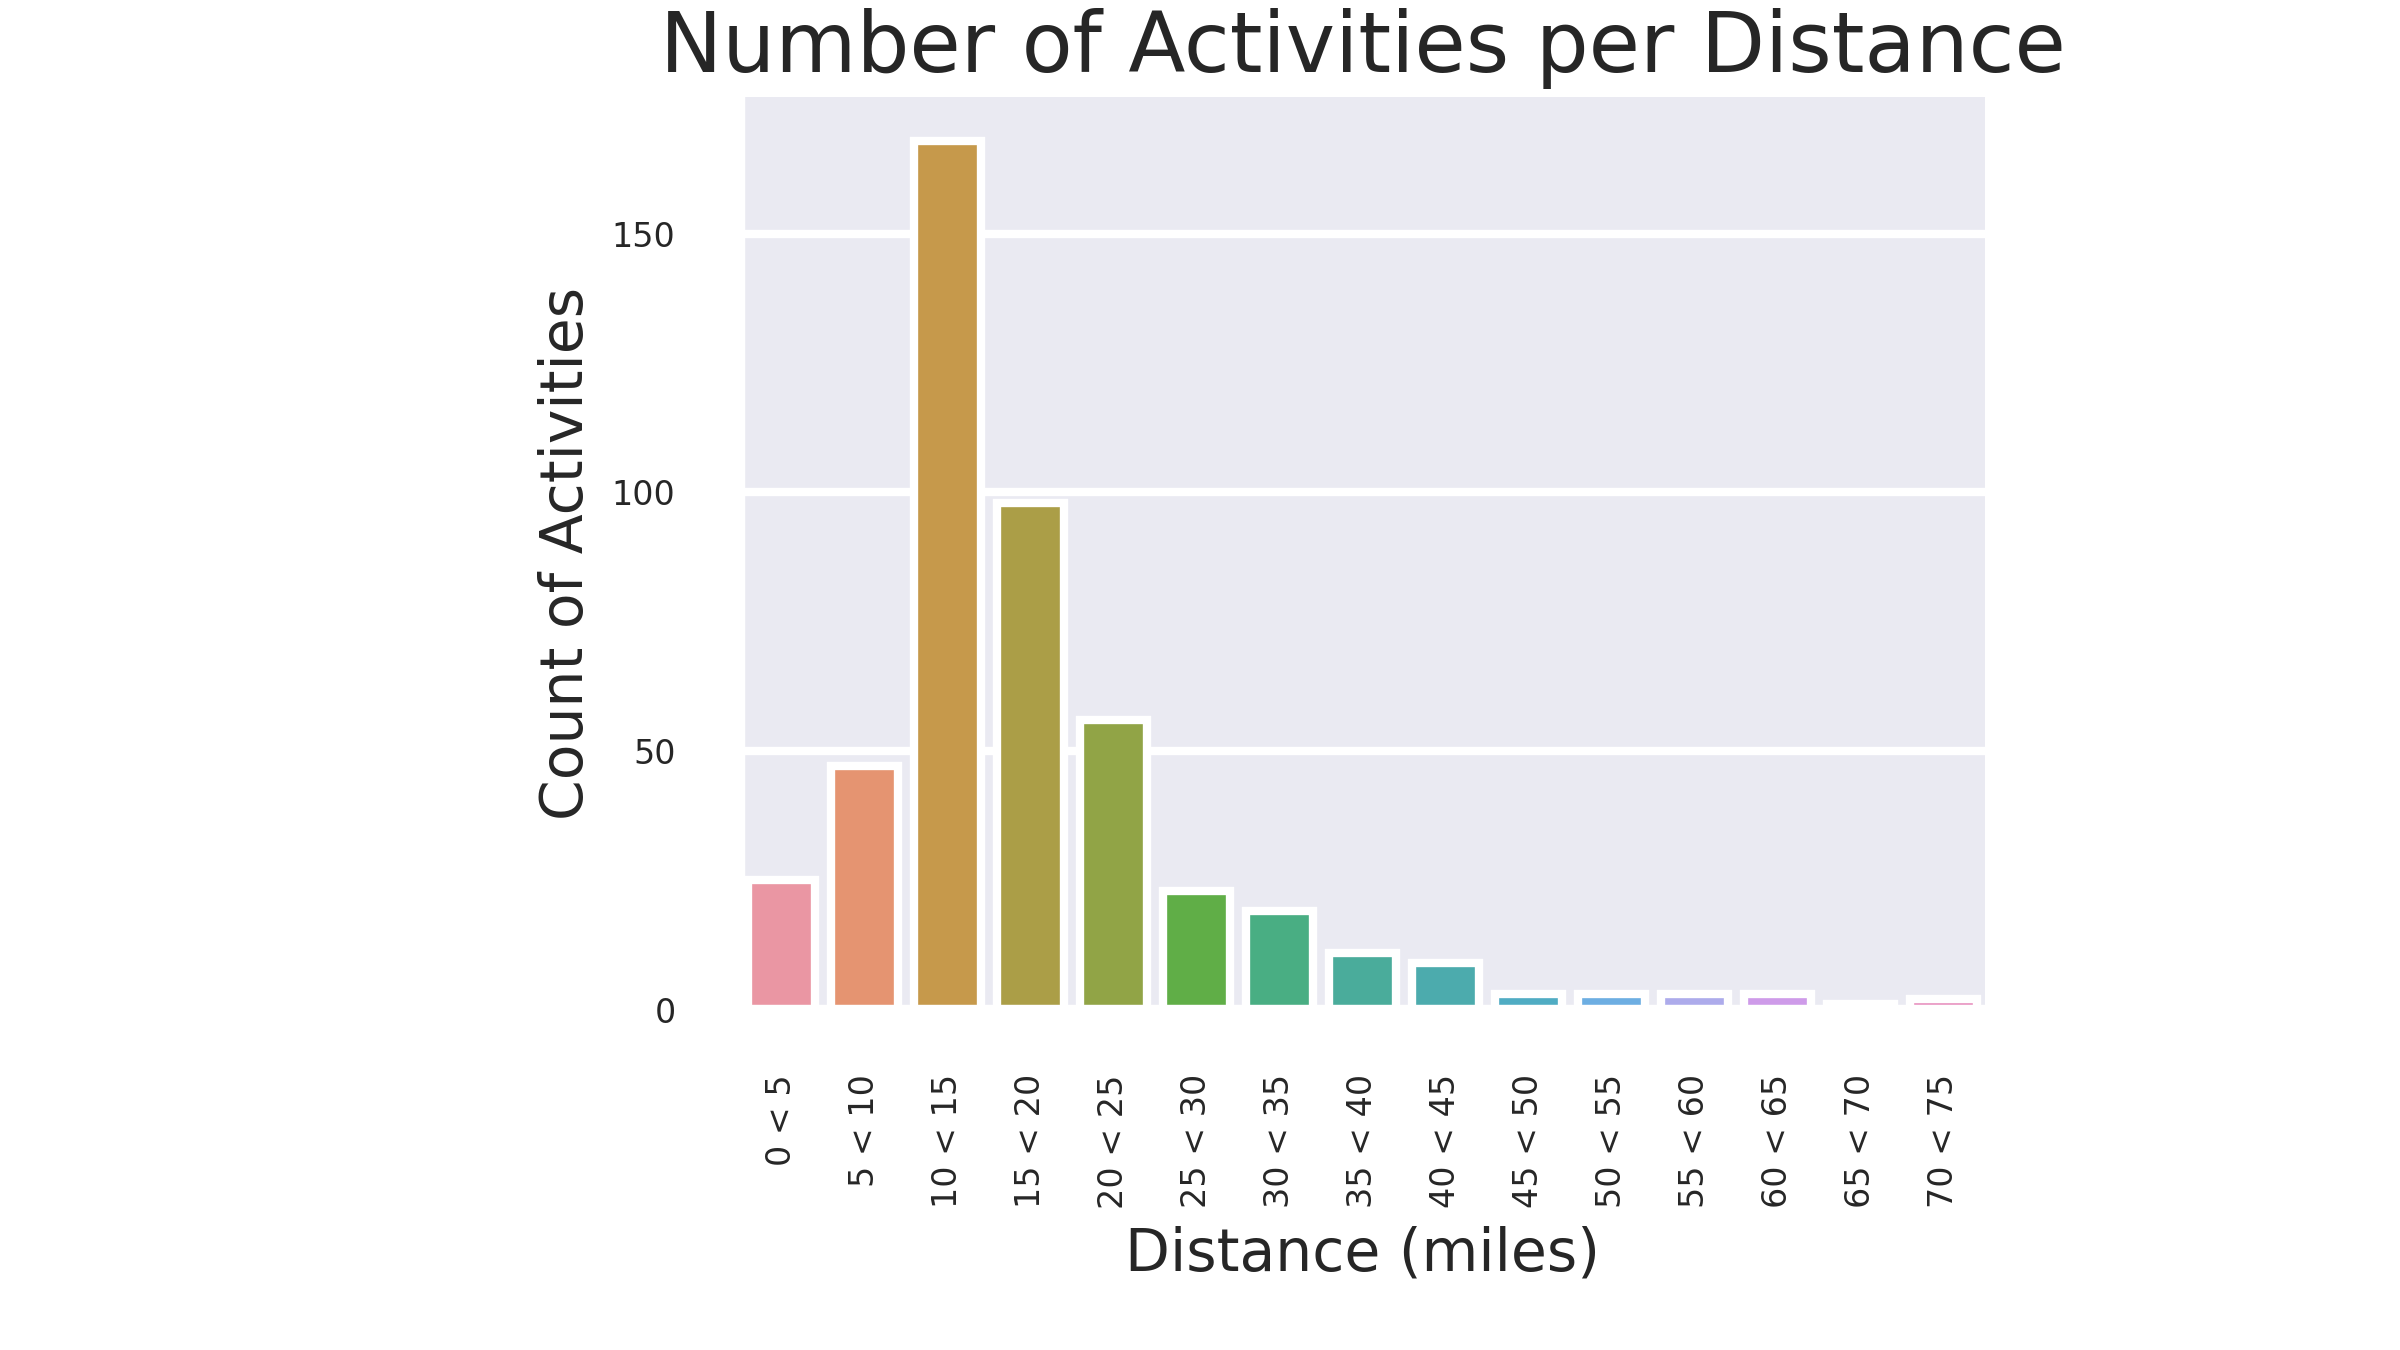 Number of Activities per Distance
Count of Activities
150
100
50
0
0 < 5
5 < 10
10 < 15
15 < 20
20 < 25
25 < 30
30 < 35
35 < 40
40 < 45
45 < 50
50 < 55
55 < 60
60 < 65
65 < 70
70 < 75
Distance (miles)